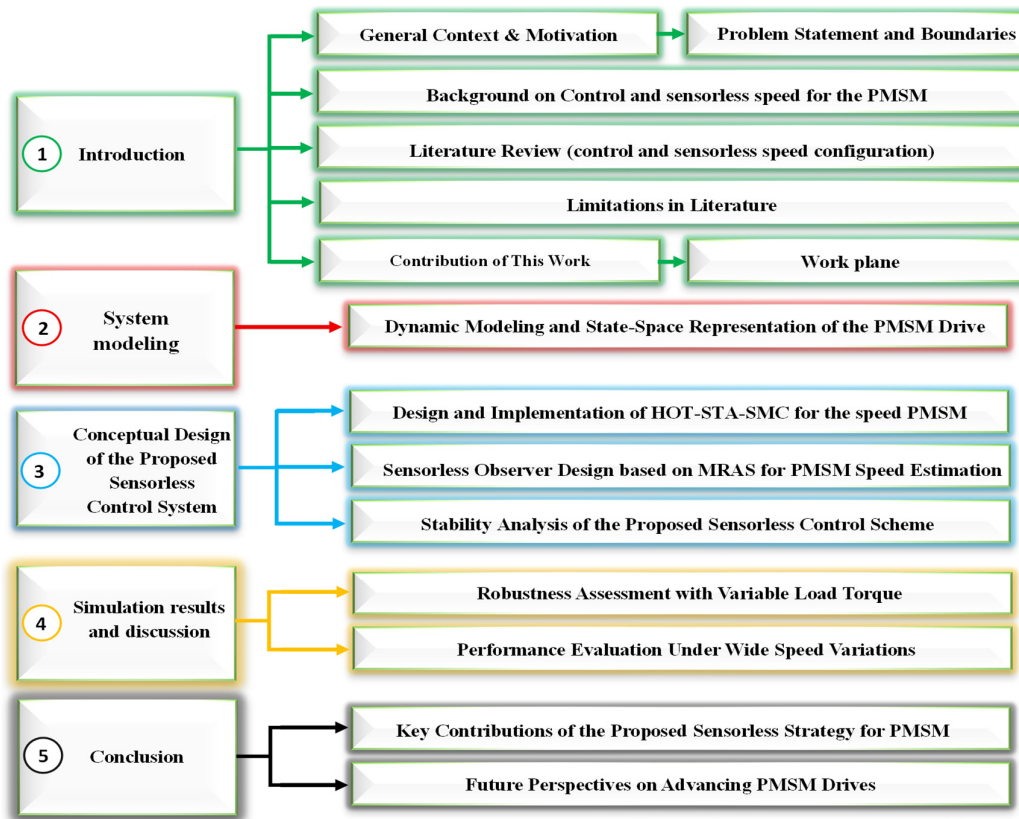 1
Introduction
General Context & Motivation
Problem Statement and Boundaries
Background on Control and sensorless speed for the PMSM
Literature Review (control and sensorless speed configuration)
Limitations in Literature
Contribution of This Work
Work plane
2
System
modeling
Dynamic Modeling and State-Space Representation of the PMSM Drive
3
Conceptual Design
of the Proposed
Sensorless
Control System
Design and Implementation of HOT-STA-SMC for the speed PMSM
Sensorless Observer Design based on MRAS for PMSM Speed Estimation
Stability Analysis of the Proposed Sensorless Control Scheme
4
Simulation results
and discussion
Robustness Assessment with Variable Load Torque
Performance Evaluation Under Wide Speed Variations
5
Conclusion
Key Contributions of the Proposed Sensorless Strategy for PMSM
Future Perspectives on Advancing PMSM Drives